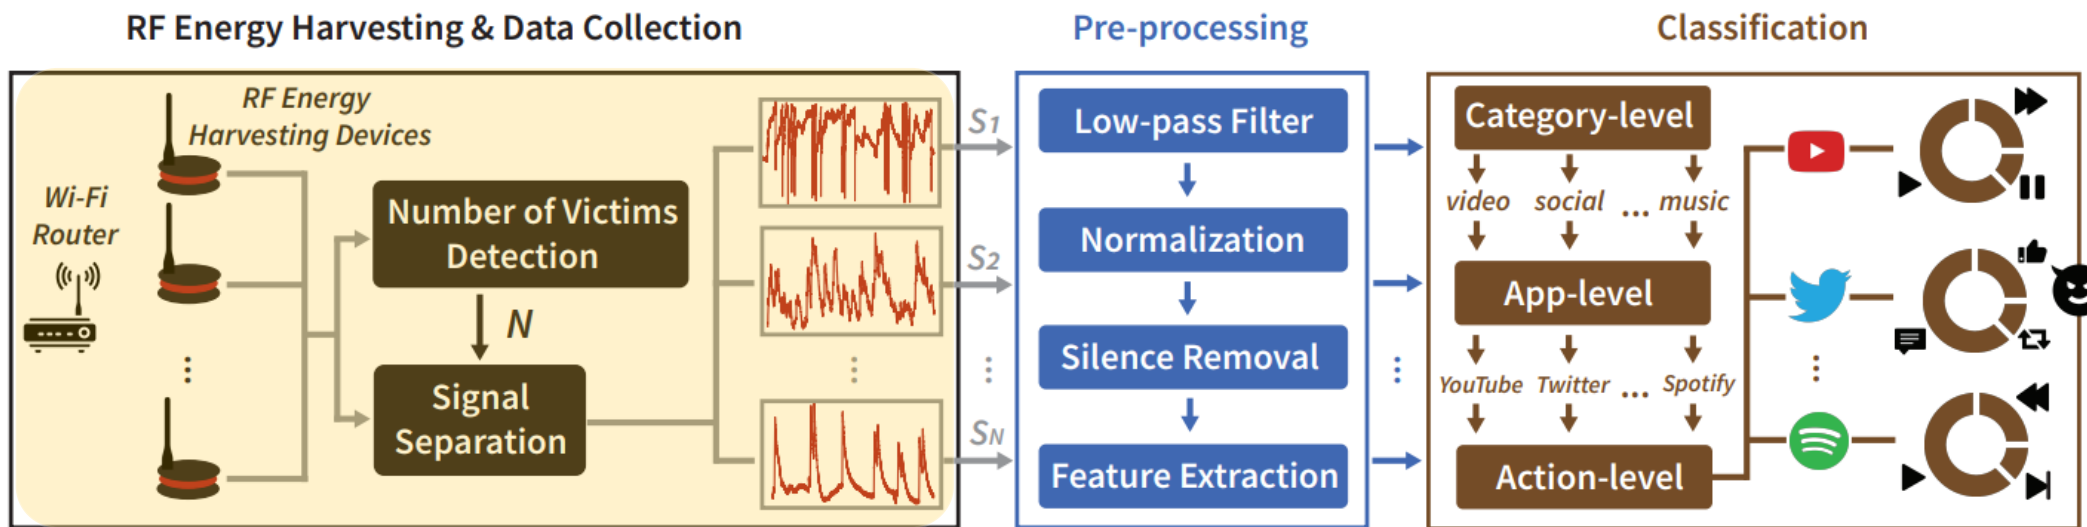 RF Energy Harvesting & Data Collection
RF Energy
Harvesting Devices
Wi-Fi
Router
...
Number of Victims
Detection
N
Signal
Separation
...
S1
S2
...
SN
Pre-processing
Low-pass Filter
Normalization
Silence Removal
Feature Extraction
...
Classification
Category-level
video social ... music
App-level
YouTube Twitter ... Spotify
Action-level
...